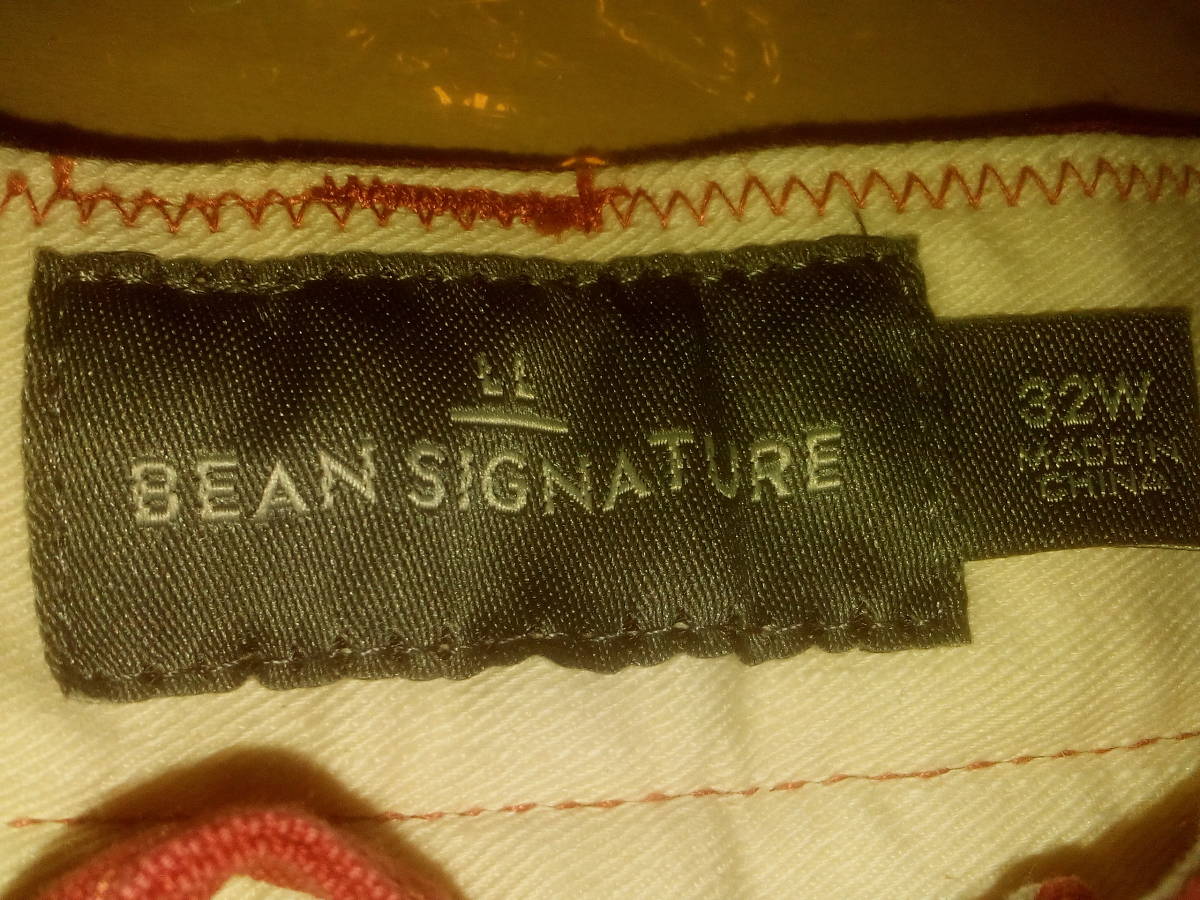 LL
BEAN SIGNATURE
32W
MADE IN
CHINA